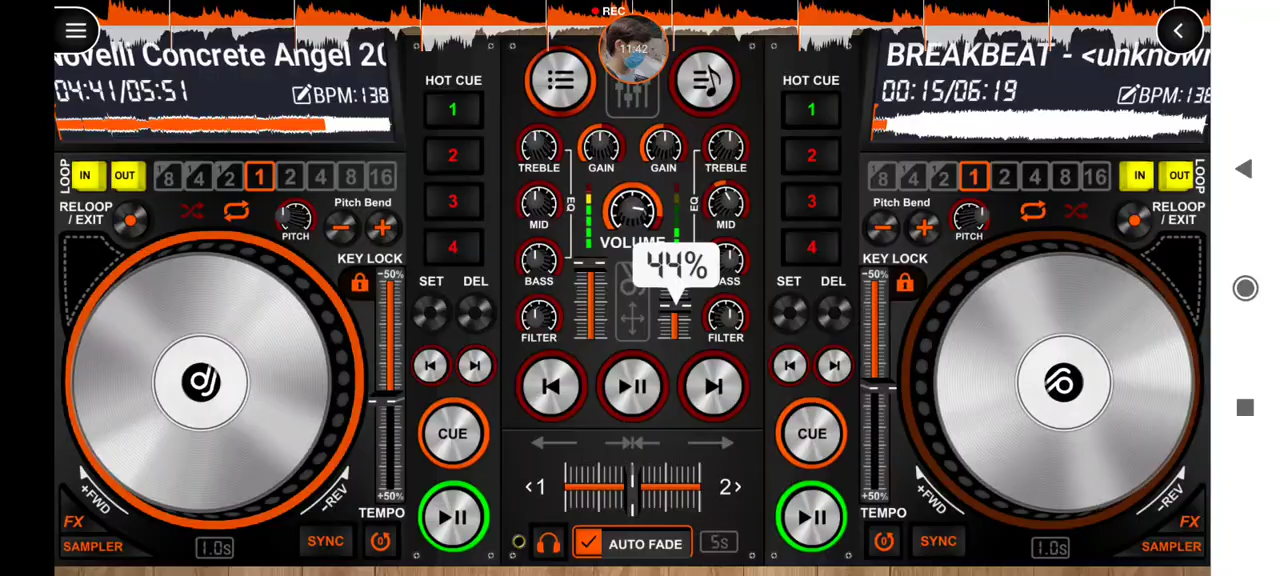 REC
11:42
Novelli Concrete Angel 20
04:41/05:51
BPM:138
LOOP
IN
OUT
/8
/4
/2
1
2
4
8
16
RELOOP
/ EXIT
PITCH
Pitch Bend
KEY LOCK
-50%
+50%
TEMPO
+FWD
-REV
FX
SAMPLER
1.0s
SYNC
0
HOT CUE
1
2
3
4
SET
DEL
CUE
TREBLE
GAIN
GAIN
TREBLE
MID
EQ
VOLUME
EQ
MID
BASS
44%
BASS
FILTER
FILTER
<1
2>
AUTO FADE
5s
HOT CUE
1
2
3
4
SET
DEL
CUE
BREAKBEAT - <unknown
00:15/06:19
BPM:138
/8
/4
/2
1
2
4
8
16
IN
OUT
LOOP
Pitch Bend
PITCH
RELOOP
/ EXIT
KEY LOCK
-50%
+50%
TEMPO
+FWD
-REV
0
SYNC
1.0s
FX
SAMPLER